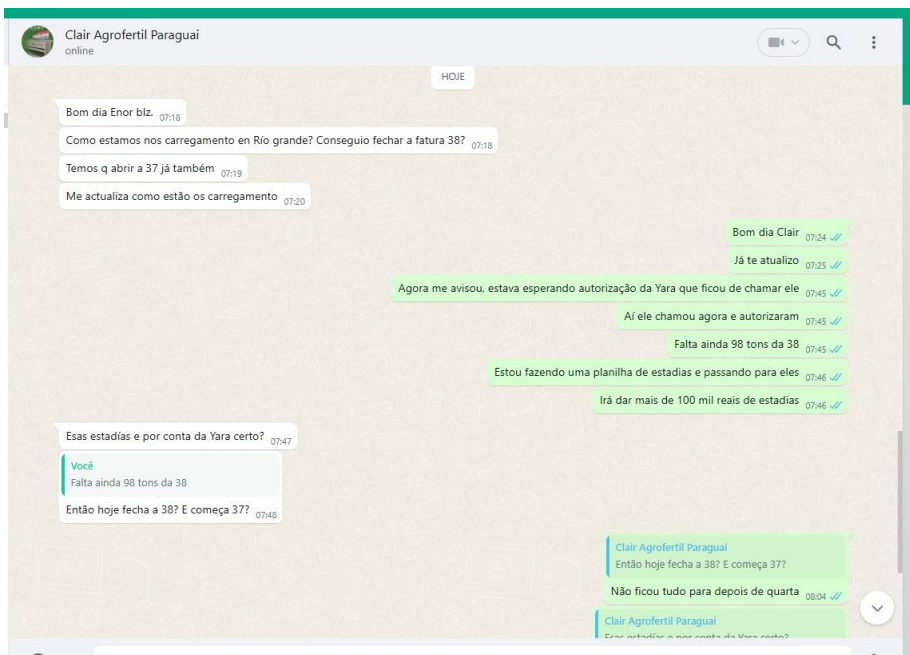 Clair Agrofertil Paraguai
online
HOJE
Bom dia Enor blz. 07:18
Como estamos nos carregamento en Río grande? Conseguio fechar a fatura 38? 07:18
Temos q abrir a 37 já também 07:19
Me actualiza como estão os carregamento 07:20
Bom dia Clair 07:24
Já te atualizo 07:25
Agora me avisou, estava esperando autorização da Yara que ficou de chamar ele 07:45
Aí ele chamou agora e autorizaram 07:45
Falta ainda 98 tons da 38 07:45
Estou fazendo uma planilha de estadias e passando para eles 07:46
Irá dar mais de 100 mil reais de estadias 07:46
Esas estadías e por conta da Yara certo? 07:47
Você
Falta ainda 98 tons da 38
Então hoje fecha a 38? E começa 37? 07:48
Clair Agrofertil Paraguai
Então hoje fecha a 38? E começa 37?
Não ficou tudo para depois de quarta 08:04
Clair Agrofertil Paraguai
Esas estadías e por conta da Yara certo?